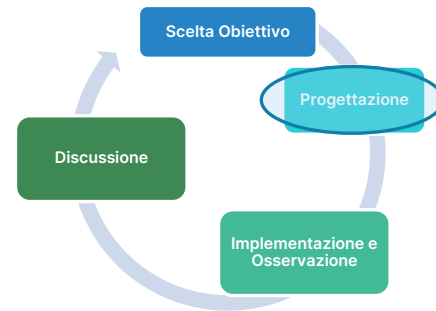 Scelta Obiettivo
Progettazione
Discussione
Implementazione e
Osservazione